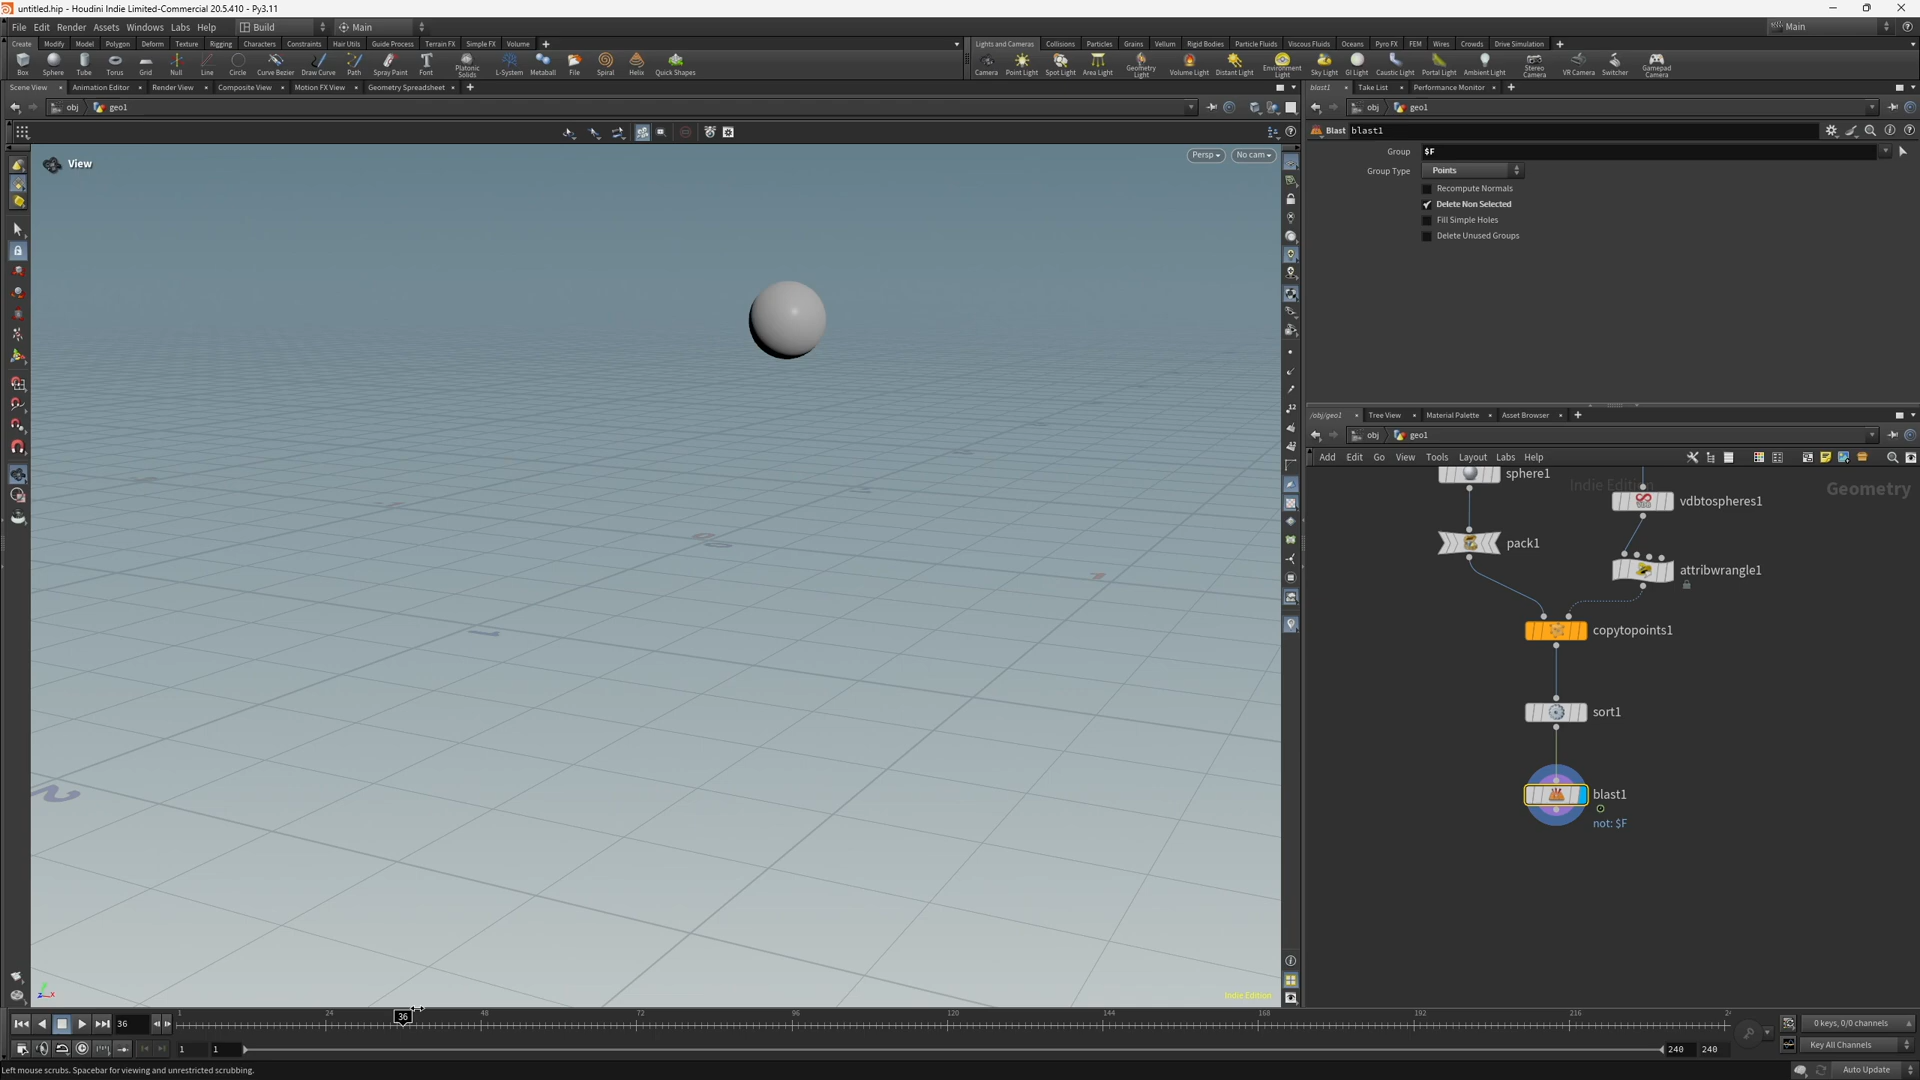 untitled.hip - Houdini Indie Limited-Commercial 20.5.410 - Py3.11
File Edit Render Assets Windows Labs Help Build Main Main
Create Modify Model Polygon Deform Texture Rigging Characters Constraints Hair Utils Guide Process Terrain FX Simple FX Volume
Lights and Cameras Collisions Particles Grains Vellum Rigid Bodies Particle Fluids Viscous Fluids Oceans Pyro FX FEM Wires Crowds Drive Simulation
Box Sphere Tube Torus Grid Null Line Circle Curve Bezier Draw Curve Path Spray Paint Font Platonic Solids L-System Metaball File Spiral Helix Quick Shapes
Camera Point Light Spot Light Area Light Geometry Light Volume Light Distant Light Environment Light Sky Light GI Light Caustic Light Portal Light Ambient Light Stereo Camera VR Camera Switcher Gamepad Camera
Scene View Animation Editor Render View Composite View Motion FX View Geometry Spreadsheet
blast1 Take List Performance Monitor
obj geo1
obj geo1
Blast blast1
Group $F
Group Type Points
Recompute Normals
Delete Non Selected
Fill Simple Holes
Delete Unused Groups
View
Persp No cam
/obj/geo1 Tree View Material Palette Asset Browser
obj geo1
Add Edit Go View Tools Layout Labs Help
Indie Edition
Geometry
sphere1
vdbtospheres1
pack1
attribwrangle1
copytopoints1
sort1
blast1
not: $F
2
Indie Edition
36 1 24 36 48 72 96 120 144 168 192 216
0 keys, 0/0 channels
1 1 240 240
Key All Channels
Left mouse scrubs. Spacebar for viewing and unrestricted scrubbing.
Auto Update